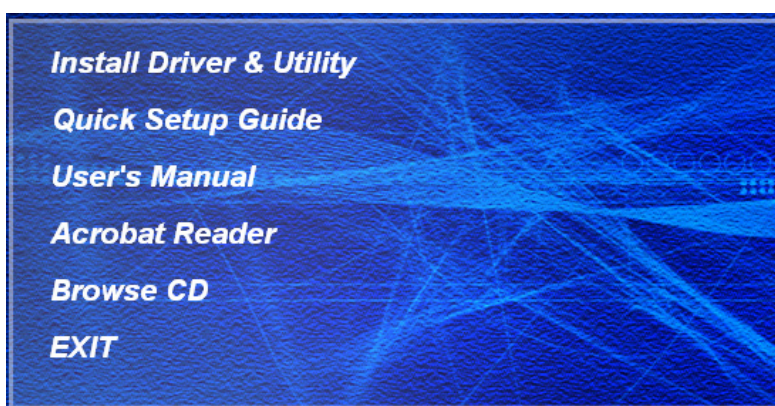 Install Driver & Utility
Quick Setup Guide
User's Manual
Acrobat Reader
Browse CD
EXIT